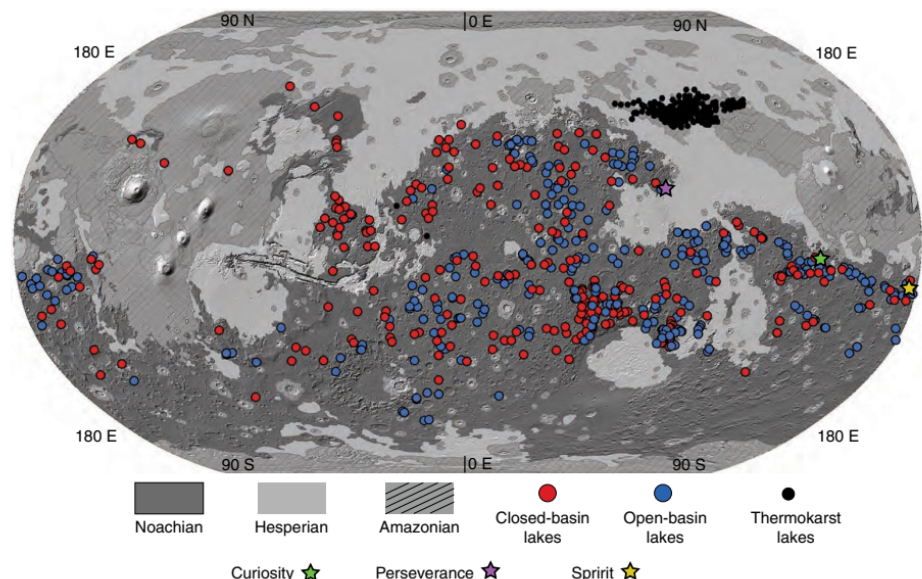 90 N
0 E
90 N
180 E
180 E
180 E
180 E
90 S
0 E
90 S
Noachian
Hesperian
Amazonian
Closed-basin
lakes
Open-basin
lakes
Thermokarst
lakes
Curiosity
Perseverance
Spririt